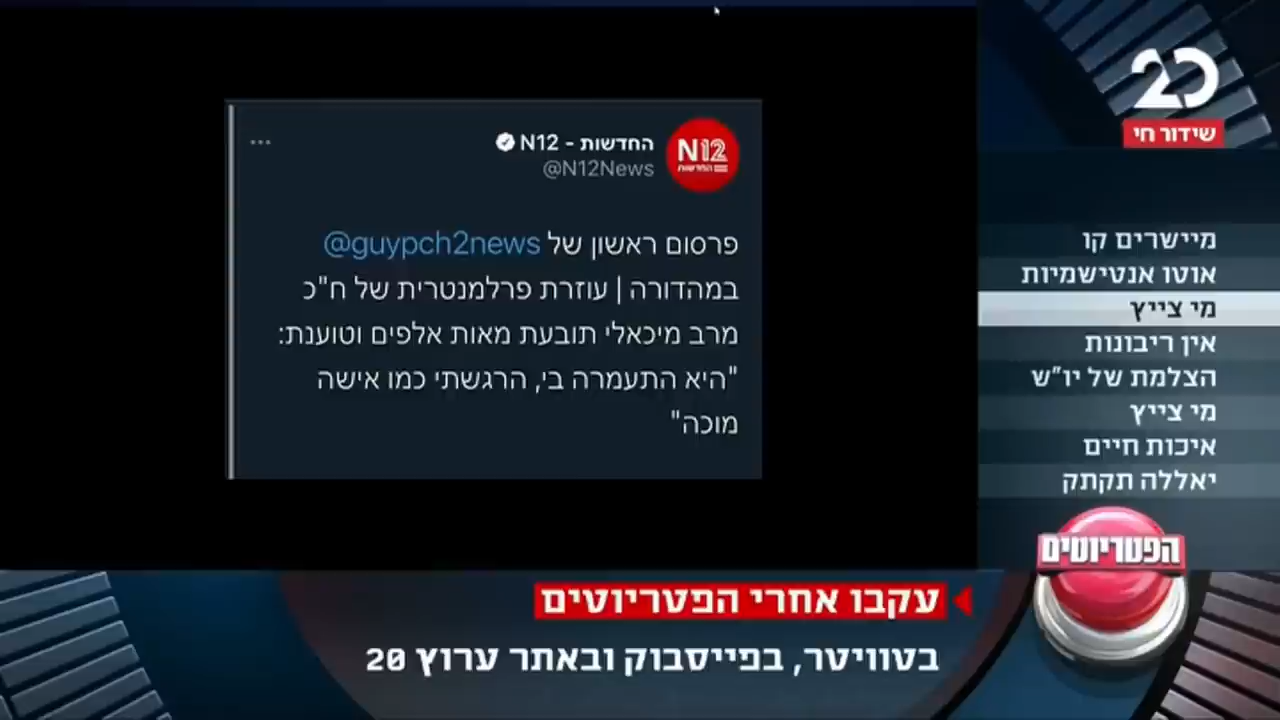 20
שידור חי
החדשות - N12
@N12News
N12
החדשות
פרסום ראשון של @guypch2news
במהדורה | עוזרת פרלמנטרית של ח"כ
מרב מיכאלי תובעת מאות אלפים וטוענת:
"היא התעמרה בי, הרגשתי כמו אישה
מוכה"
מיישרים קו
אוטו אנטישמיות
מי צייץ
אין ריבונות
הצלמת של יו"ש
מי צייץ
איכות חיים
יאללה תקתק
הפטריוטים
עקבו אחרי הפטריוטים
בטוויטר, בפייסבוק ובאתר ערוץ 20